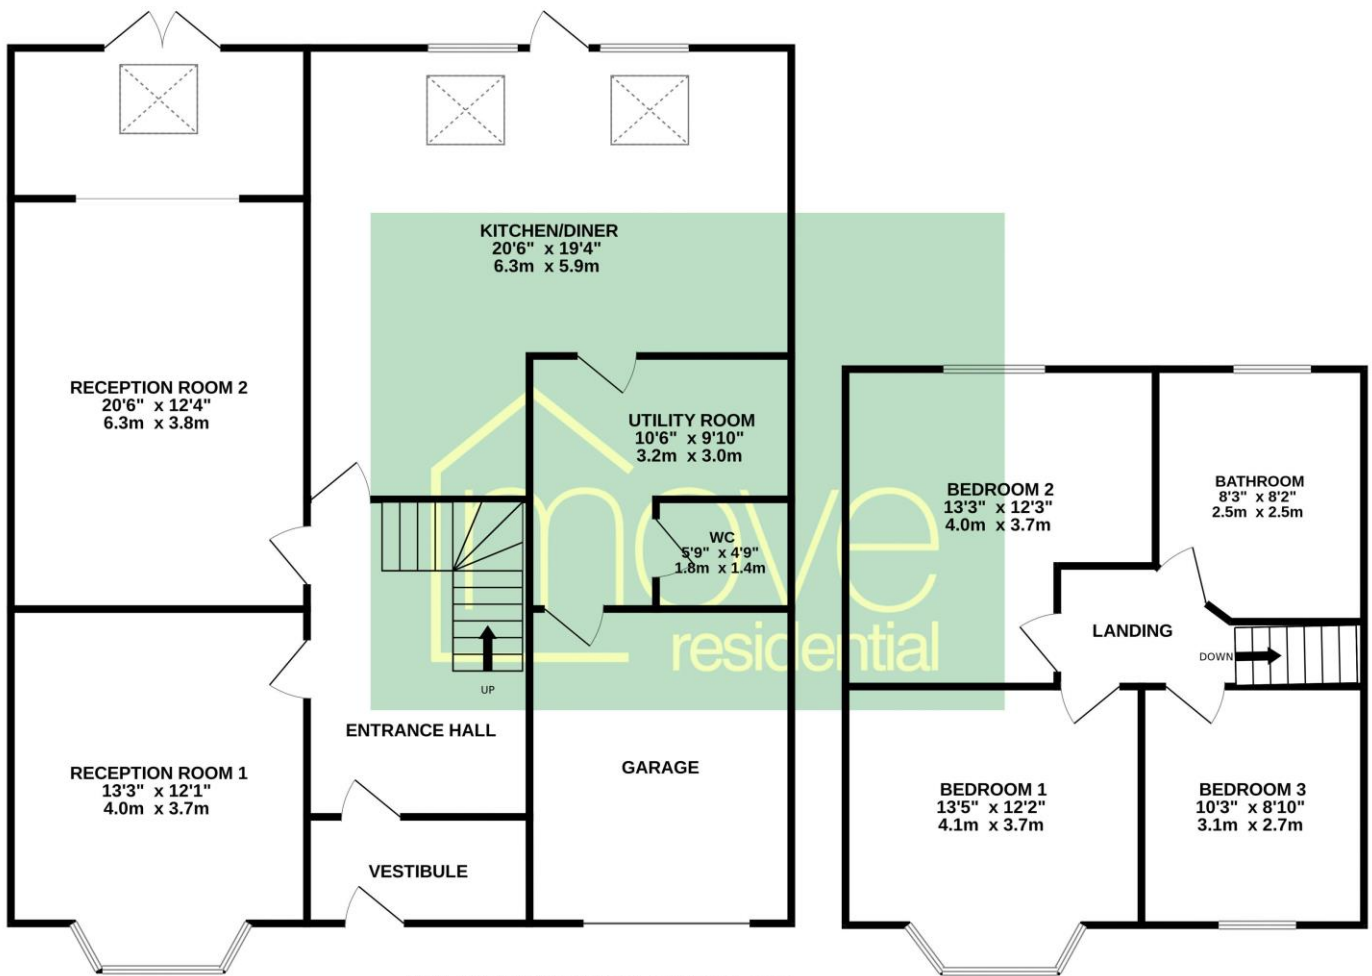 KITCHEN/DINER
20'6" x 19'4"
6.3m x 5.9m
RECEPTION ROOM 2
20'6" x 12'4"
6.3m x 3.8m
UTILITY ROOM
10'6" x 9'10"
3.2m x 3.0m
WC
5'9" x 4'9"
1.8m x 1.4m
UP
ENTRANCE HALL
RECEPTION ROOM 1
13'3" x 12'1"
4.0m x 3.7m
GARAGE
VESTIBULE
BEDROOM 2
13'3" x 12'3"
4.0m x 3.7m
BATHROOM
8'3" x 8'2"
2.5m x 2.5m
LANDING
DOWN
BEDROOM 1
13'5" x 12'2"
4.1m x 3.7m
BEDROOM 3
10'3" x 8'10"
3.1m x 2.7m
move
residential